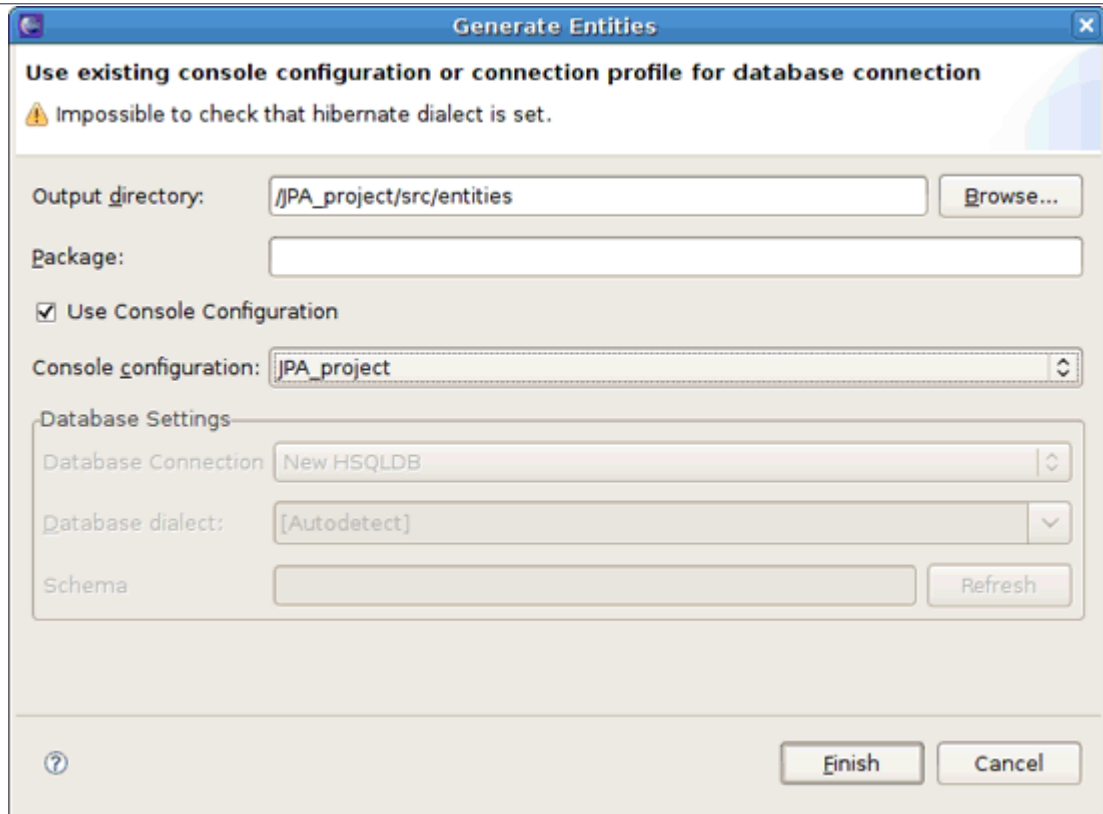 Generate Entities
Use existing console configuration or connection profile for database connection
Impossible to check that hibernate dialect is set.
Output directory: /JPA_project/src/entities Browse...
Package:
Use Console Configuration
Console configuration: JPA_project
Database Settings
Database Connection New HSQLDB
Database dialect: [Autodetect]
Schema Refresh
Finish Cancel